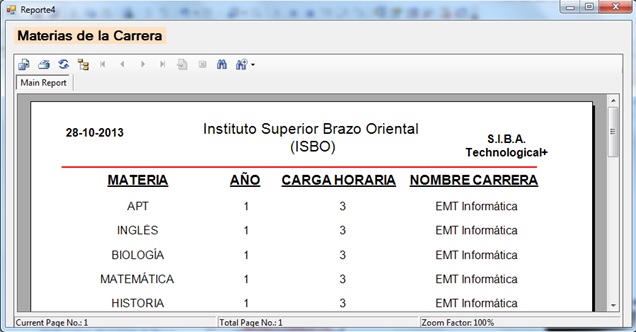 Reporte4
Materias de la Carrera
Main Report
28-10-2013
Instituto Superior Brazo Oriental
(ISBO)
S.I.B.A.
Technological+
MATERIA AÑO CARGA HORARIA NOMBRE CARRERA
APT 1 3 EMT Informática
INGLÉS 1 3 EMT Informática
BIOLOGÍA 1 3 EMT Informática
MATEMÁTICA 1 3 EMT Informática
HISTORIA 1 3 EMT Informática
Current Page No.: 1 Total Page No.: 1 Zoom Factor: 100%